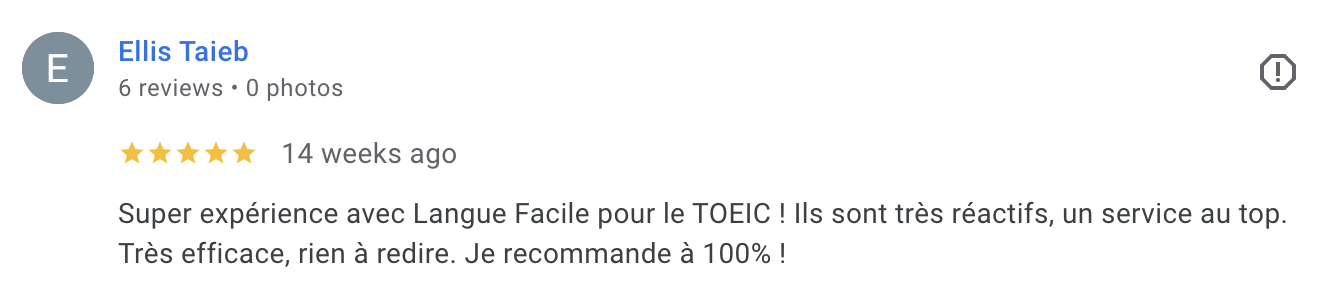 E
Ellis Taieb
6 reviews • 0 photos
14 weeks ago
Super expérience avec Langue Facile pour le TOEIC ! Ils sont très réactifs, un service au top.
Très efficace, rien à redire. Je recommande à 100% !